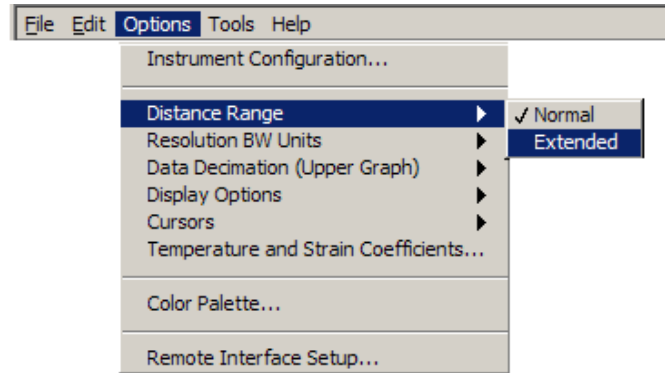 File Edit Options Tools Help
Instrument Configuration...
Distance Range
Normal
Extended
Resolution BW Units
Data Decimation (Upper Graph)
Display Options
Cursors
Temperature and Strain Coefficients...
Color Palette...
Remote Interface Setup...